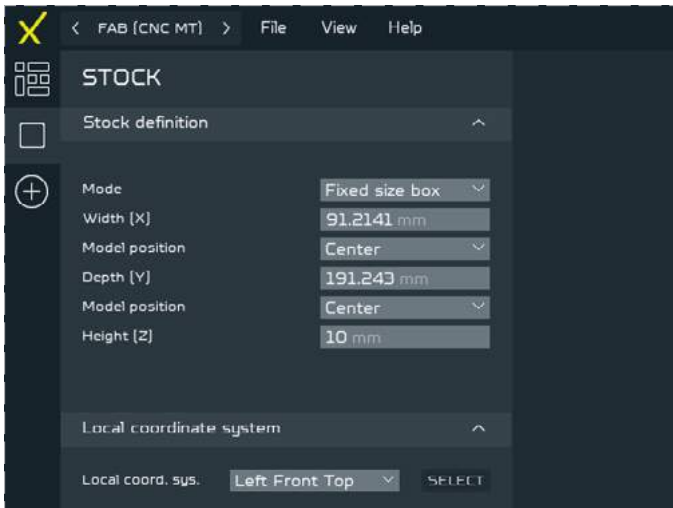 < FAB (CNC MT) > File View Help
STOCK
Stock definition
Mode Fixed size box
Width (X) 91.2141 mm
Model position Center
Depth (Y) 191.243 mm
Model position Center
Height (Z) 10 mm
Local coordinate system
Local coord. sys. Left Front Top SELECT